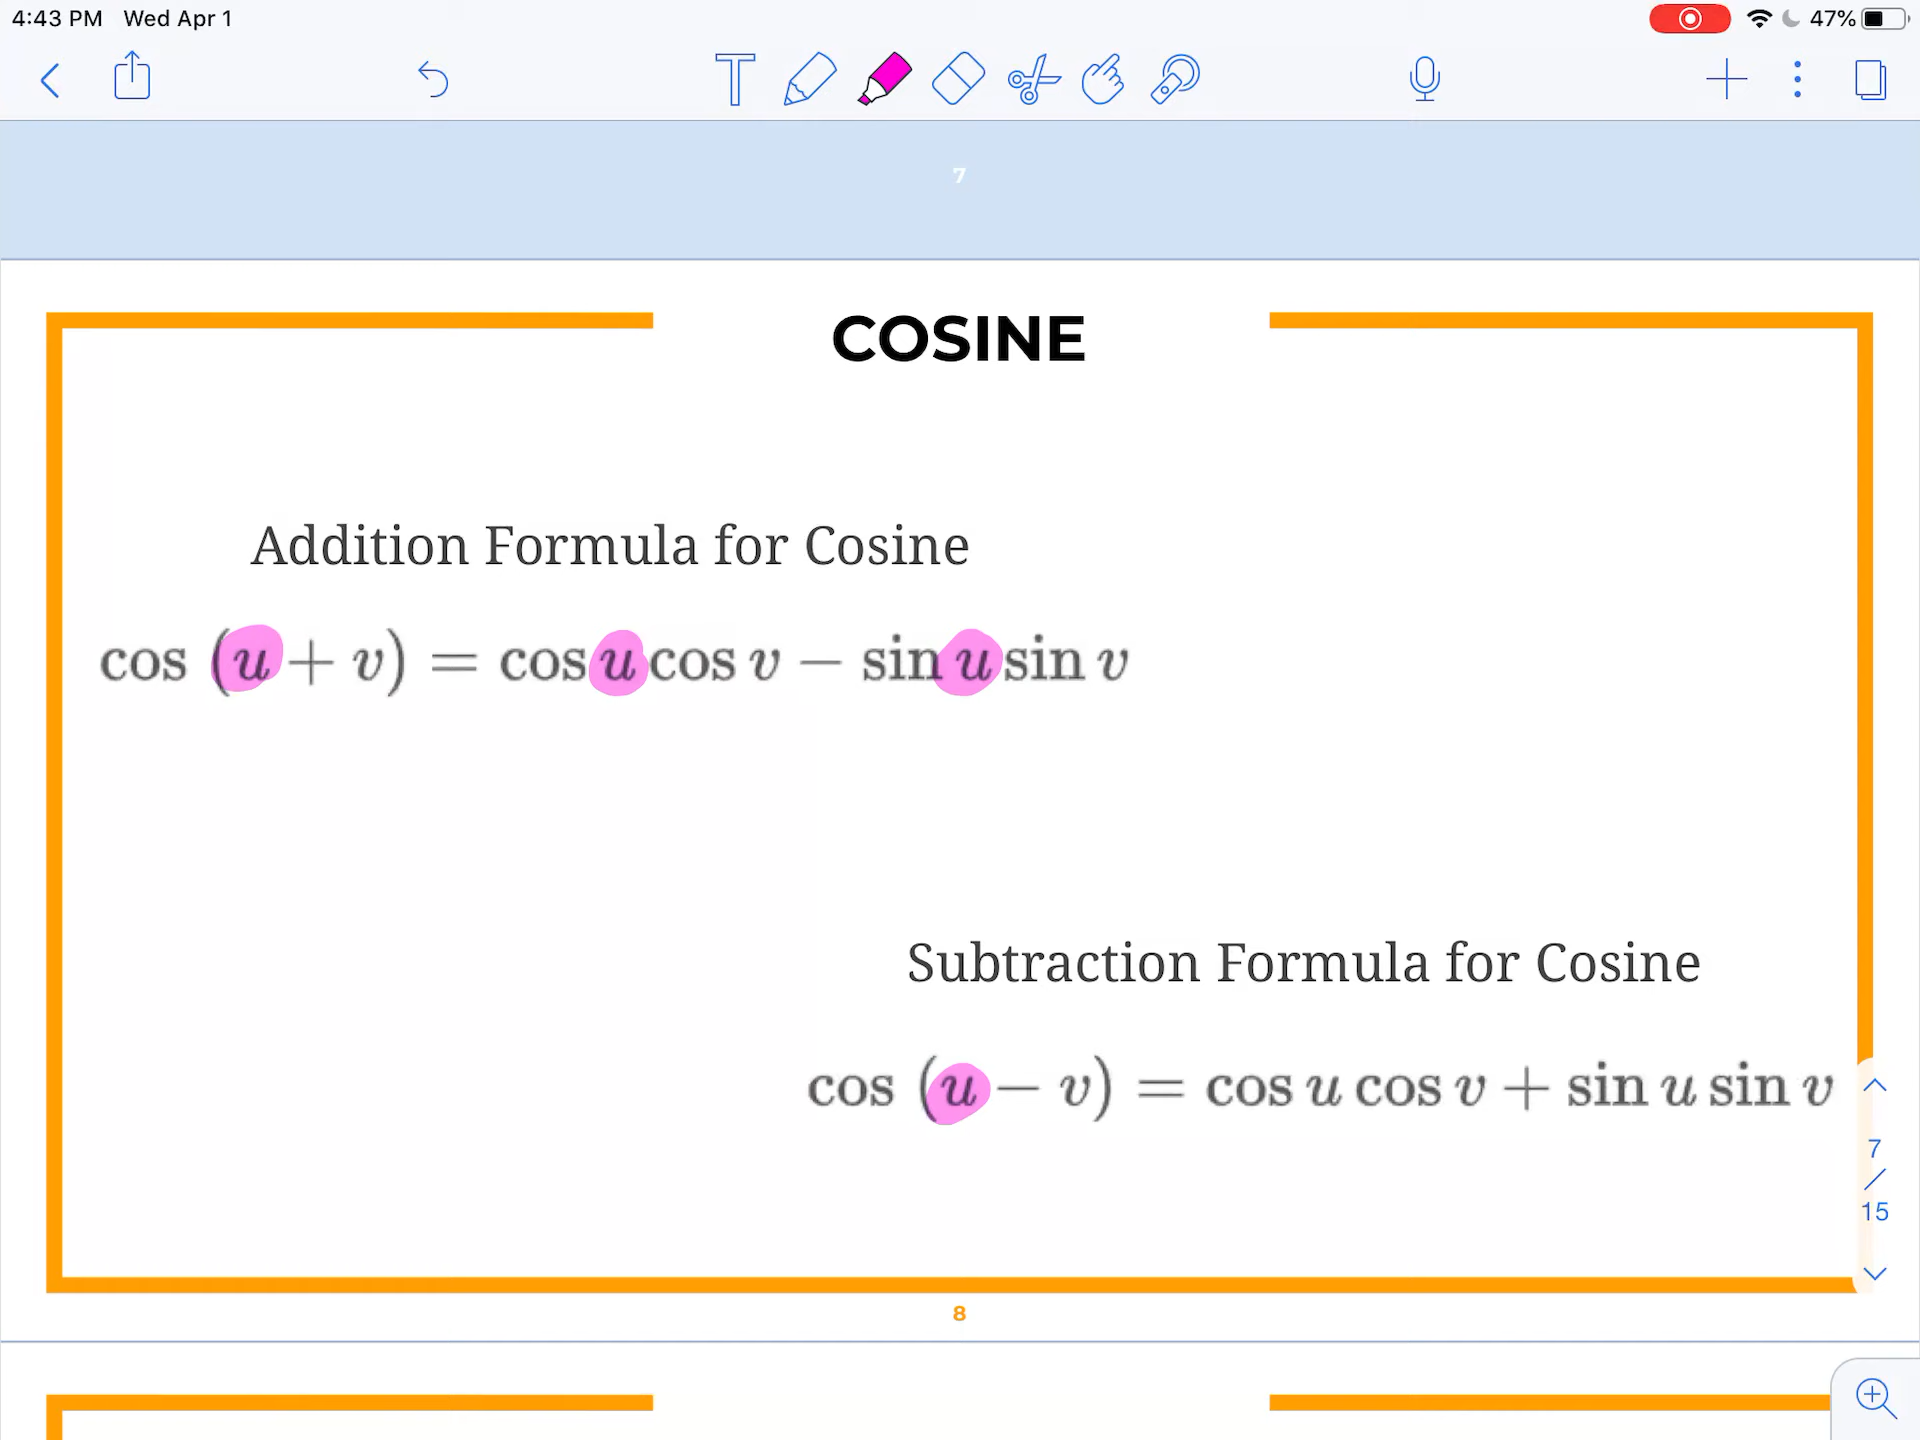 4:43 PM Wed Apr 1
47%
7
COSINE
Addition Formula for Cosine
cos (u + v) = cos u cos v − sin u sin v
Subtraction Formula for Cosine
cos (u − v) = cos u cos v + sin u sin v
7
/
15
8